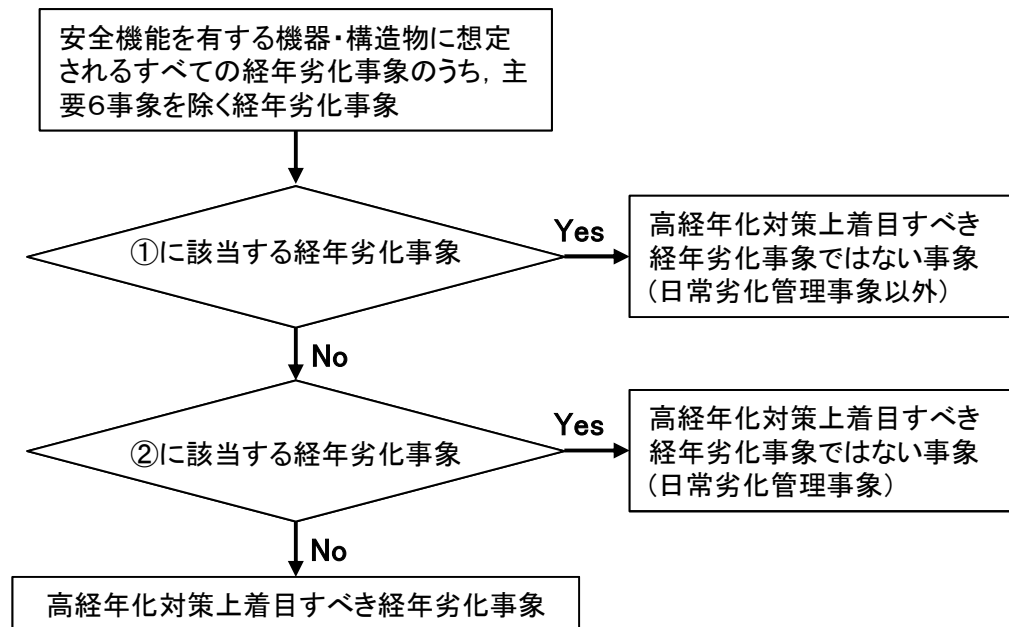 安全機能を有する機器・構造物に想定
されるすべての経年劣化事象のうち，主
要６事象を除く経年劣化事象
①に該当する経年劣化事象
Yes
高経年化対策上着目すべき
経年劣化事象ではない事象
(日常劣化管理事象以外)
No
②に該当する経年劣化事象
Yes
高経年化対策上着目すべき
経年劣化事象ではない事象
(日常劣化管理事象)
No
高経年化対策上着目すべき経年劣化事象